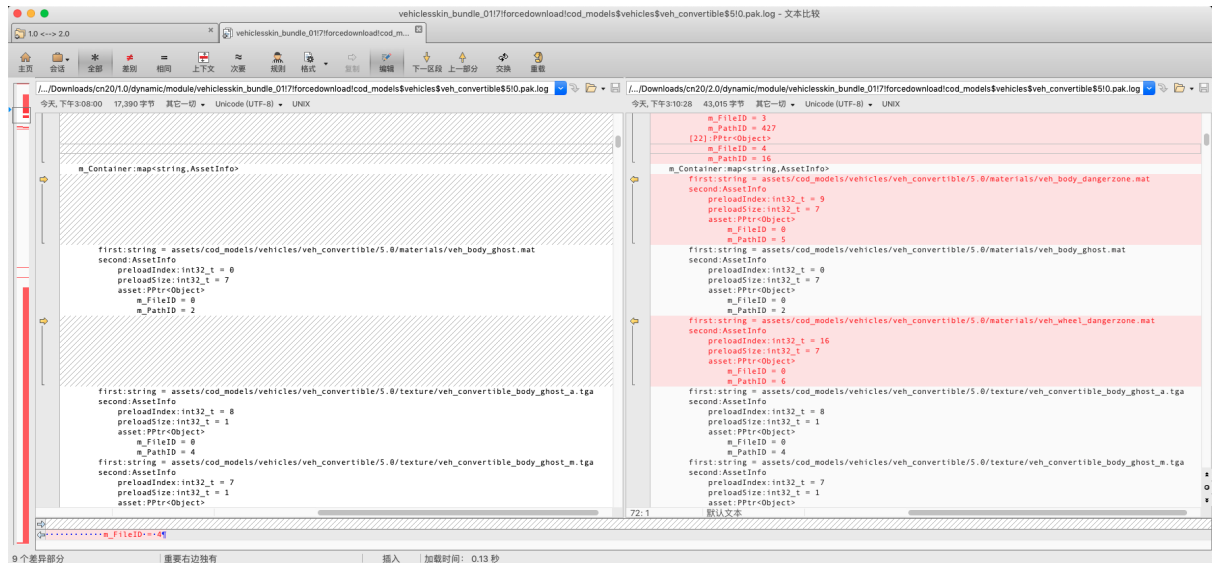 vehiclesskin_bundle_01!7!forcedownload!cod_models$vehicles$veh_convertible$5!0.pak.log - 文本比较
1.0 <--> 2.0
vehiclesskin_bundle_01!7!forcedownload!cod_m...
主页 会话 全部 差别 相同 上下文 次要 规则 格式 复制 编辑 下一区段 上一部分 交换 重载
/.../Downloads/cn20/1.0/dynamic/module/vehiclesskin_bundle_01!7!forcedownload!cod_models$vehicles$veh_convertible$5!0.pak.log
/.../Downloads/cn20/2.0/dynamic/module/vehiclesskin_bundle_01!7!forcedownload!cod_models$vehicles$veh_convertible$5!0.pak.log
今天, 下午3:08:00 17,390 字节 其它一切 Unicode (UTF-8) UNIX
今天, 下午3:10:28 43,015 字节 其它一切 Unicode (UTF-8) UNIX
m_Container:map<string,AssetInfo>
first:string = assets/cod_models/vehicles/veh_convertible/5.0/materials/veh_body_ghost.mat
second:AssetInfo
preloadIndex:int32_t = 0
preloadSize:int32_t = 7
asset:PPtr<Object>
m_FileID = 0
m_PathID = 2
first:string = assets/cod_models/vehicles/veh_convertible/5.0/texture/veh_convertible_body_ghost_a.tga
second:AssetInfo
preloadIndex:int32_t = 8
preloadSize:int32_t = 1
asset:PPtr<Object>
m_FileID = 0
m_PathID = 4
first:string = assets/cod_models/vehicles/veh_convertible/5.0/texture/veh_convertible_body_ghost_m.tga
second:AssetInfo
preloadIndex:int32_t = 7
preloadSize:int32_t = 1
asset:PPtr<Object>
m_FileID = 3
m_PathID = 427
[22]:PPtr<Object>
m_FileID = 4
m_PathID = 16
m_Container:map<string,AssetInfo>
first:string = assets/cod_models/vehicles/veh_convertible/5.0/materials/veh_body_dangerzone.mat
second:AssetInfo
preloadIndex:int32_t = 9
preloadSize:int32_t = 7
asset:PPtr<Object>
m_FileID = 0
m_PathID = 5
first:string = assets/cod_models/vehicles/veh_convertible/5.0/materials/veh_body_ghost.mat
second:AssetInfo
preloadIndex:int32_t = 0
preloadSize:int32_t = 7
asset:PPtr<Object>
m_FileID = 0
m_PathID = 2
first:string = assets/cod_models/vehicles/veh_convertible/5.0/materials/veh_wheel_dangerzone.mat
second:AssetInfo
preloadIndex:int32_t = 16
preloadSize:int32_t = 7
asset:PPtr<Object>
m_FileID = 0
m_PathID = 6
first:string = assets/cod_models/vehicles/veh_convertible/5.0/texture/veh_convertible_body_ghost_a.tga
second:AssetInfo
preloadIndex:int32_t = 8
preloadSize:int32_t = 1
asset:PPtr<Object>
m_FileID = 0
m_PathID = 4
first:string = assets/cod_models/vehicles/veh_convertible/5.0/texture/veh_convertible_body_ghost_m.tga
second:AssetInfo
preloadIndex:int32_t = 7
preloadSize:int32_t = 1
asset:PPtr<Object>
72: 1 默认文本
············m_FileID·=·4¶
9 个差异部分 重要右边独有 插入 加载时间: 0.13 秒